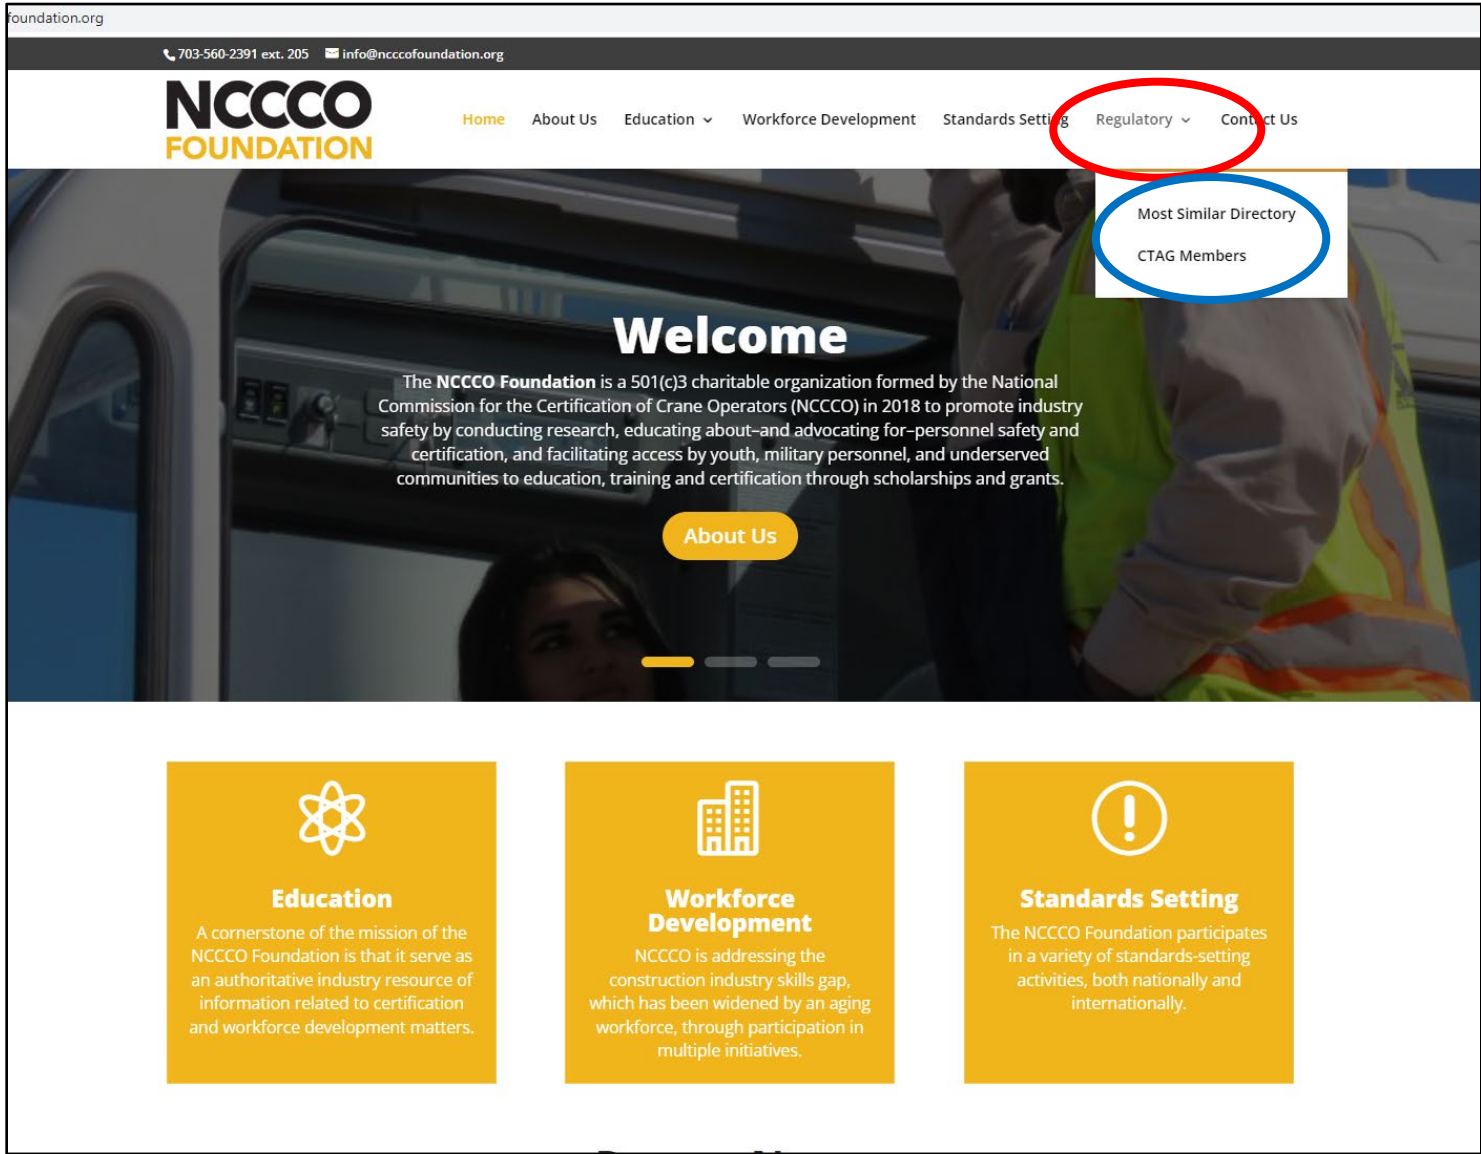 foundation.org
703-560-2391 ext. 205 info@ncccofoundation.org
NCCCO
FOUNDATION
Home About Us Education Workforce Development Standards Setting Regulatory Contact Us
Most Similar Directory
CTAG Members
Welcome
The NCCCO Foundation is a 501(c)3 charitable organization formed by the National
Commission for the Certification of Crane Operators (NCCCO) in 2018 to promote industry
safety by conducting research, educating about–and advocating for–personnel safety and
certification, and facilitating access by youth, military personnel, and underserved
communities to education, training and certification through scholarships and grants.
About Us
Education
A cornerstone of the mission of the
NCCCO Foundation is that it serve as
an authoritative industry resource of
information related to certification
and workforce development matters.
Workforce
Development
NCCCO is addressing the
construction industry skills gap,
which has been widened by an aging
workforce, through participation in
multiple initiatives.
Standards Setting
The NCCCO Foundation participates
in a variety of standards-setting
activities, both nationally and
internationally.